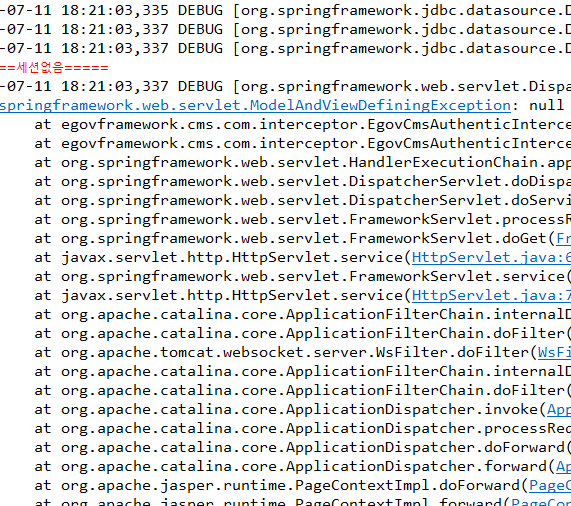 -07-11 18:21:03,335 DEBUG [org.springframework.jdbc.datasource.D
-07-11 18:21:03,337 DEBUG [org.springframework.jdbc.datasource.D
-07-11 18:21:03,337 DEBUG [org.springframework.jdbc.datasource.D
==세션없음=====
-07-11 18:21:03,337 DEBUG [org.springframework.web.servlet.Dispa
springframework.web.servlet.ModelAndViewDefiningException: null
at egovframework.cms.com.interceptor.EgovCmsAuthenticInterce
at egovframework.cms.com.interceptor.EgovCmsAuthenticInterce
at org.springframework.web.servlet.HandlerExecutionChain.app
at org.springframework.web.servlet.DispatcherServlet.doDispa
at org.springframework.web.servlet.DispatcherServlet.doServi
at org.springframework.web.servlet.FrameworkServlet.processR
at org.springframework.web.servlet.FrameworkServlet.doGet(Fr
at javax.servlet.http.HttpServlet.service(HttpServlet.java:6
at org.springframework.web.servlet.FrameworkServlet.service(
at javax.servlet.http.HttpServlet.service(HttpServlet.java:7
at org.apache.catalina.core.ApplicationFilterChain.internalD
at org.apache.catalina.core.ApplicationFilterChain.doFilter(
at org.apache.tomcat.websocket.server.WsFilter.doFilter(WsFi
at org.apache.catalina.core.ApplicationFilterChain.internalD
at org.apache.catalina.core.ApplicationFilterChain.doFilter(
at org.apache.catalina.core.ApplicationDispatcher.invoke(App
at org.apache.catalina.core.ApplicationDispatcher.processReq
at org.apache.catalina.core.ApplicationDispatcher.doForward(
at org.apache.catalina.core.ApplicationDispatcher.forward(Ap
at org.apache.jasper.runtime.PageContextImpl.doForward(PageC
at org.apache.jasper.runtime.PageContextImpl.forward(PageCon